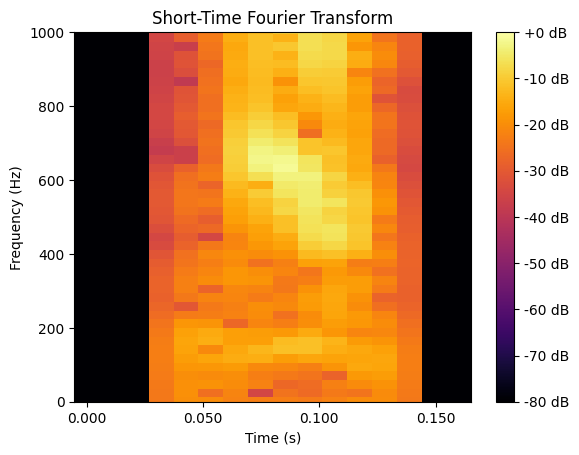 Short-Time Fourier Transform
1000
800
600
400
200
0
Frequency (Hz)
0.000
0.050
0.100
0.150
Time (s)
+0 dB
-10 dB
-20 dB
-30 dB
-40 dB
-50 dB
-60 dB
-70 dB
-80 dB